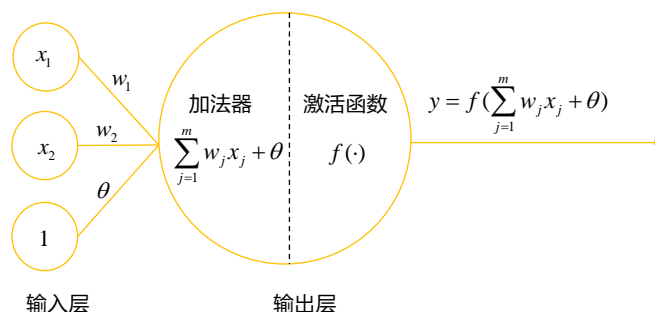 x₁
w₁
加法器
激活函数
y = f(∑_{j=1}^{m} w_j x_j + θ)
x₂
w₂
∑_{j=1}^{m} w_j x_j + θ
f(·)
θ
1
输入层
输出层